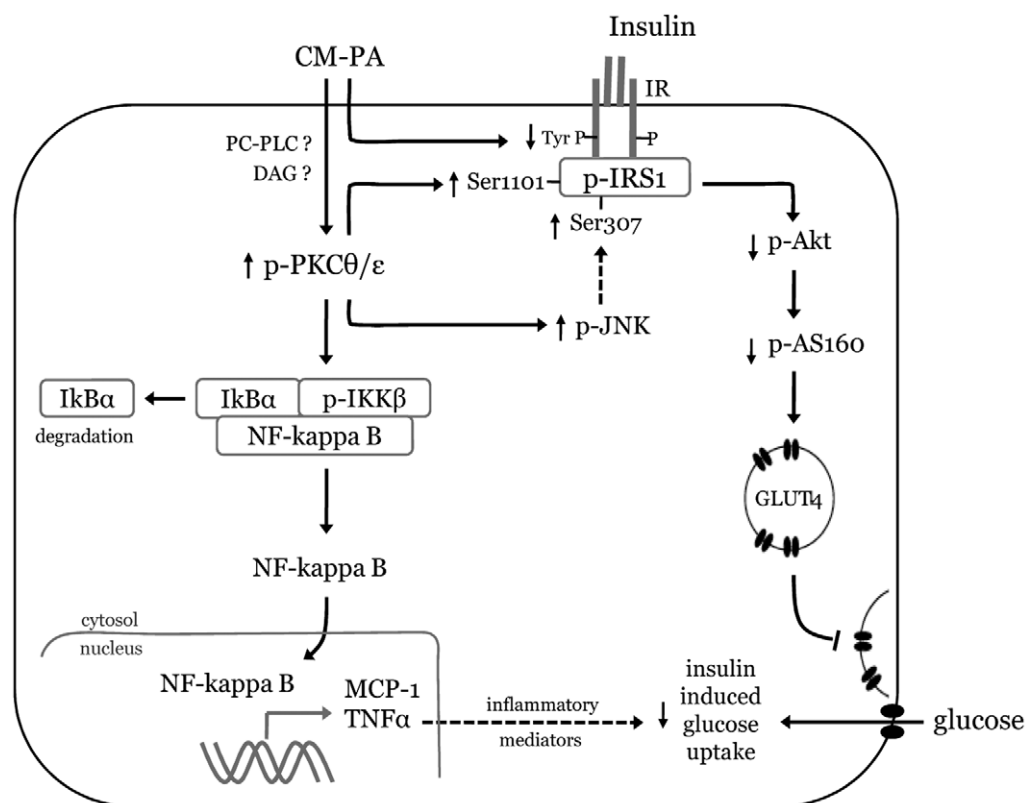 Insulin
CM-PA
IR
PC-PLC ?
DAG ?
↓ Tyr P
P
↑ Ser1101
p-IRS1
↑ Ser307
↑ p-PKCθ/ε
↓ p-Akt
↑ p-JNK
↓ p-AS160
IkBα
IkBα
p-IKKβ
degradation
NF-kappa B
GLUT4
NF-kappa B
cytosol
nucleus
NF-kappa B
MCP-1
TNFα
inflammatory
mediators
↓
insulin
induced
glucose
uptake
glucose